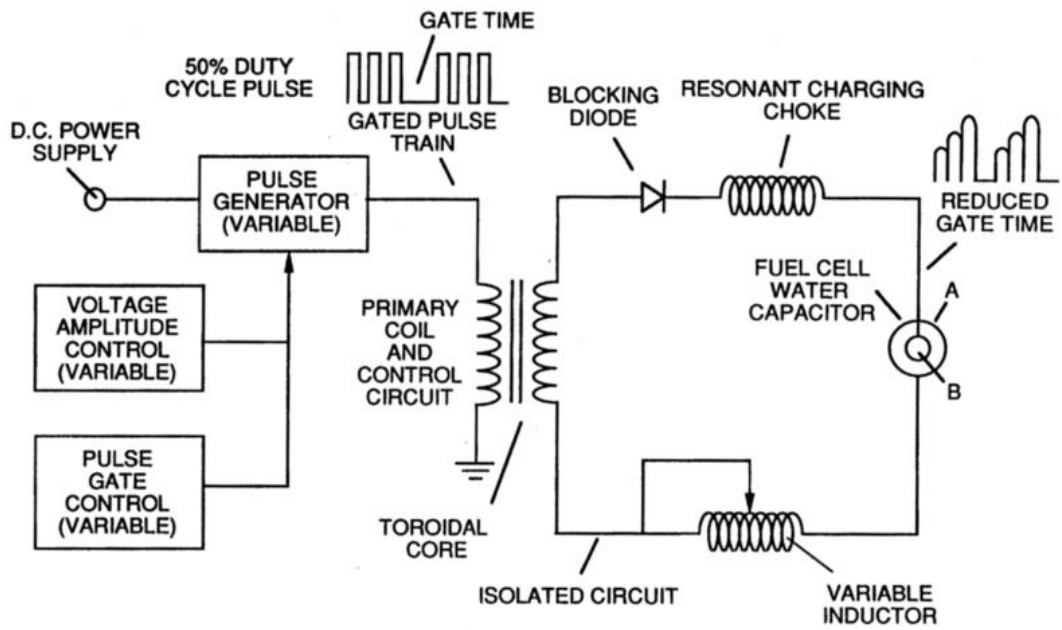 GATE TIME
50% DUTY
CYCLE PULSE
GATED PULSE
TRAIN
BLOCKING
DIODE
RESONANT CHARGING
CHOKE
D.C. POWER
SUPPLY
PULSE
GENERATOR
(VARIABLE)
REDUCED
GATE TIME
VOLTAGE
AMPLITUDE
CONTROL
(VARIABLE)
PRIMARY
COIL
AND
CONTROL
CIRCUIT
FUEL CELL
WATER
CAPACITOR
A
B
PULSE
GATE
CONTROL
(VARIABLE)
TOROIDAL
CORE
ISOLATED CIRCUIT
VARIABLE
INDUCTOR